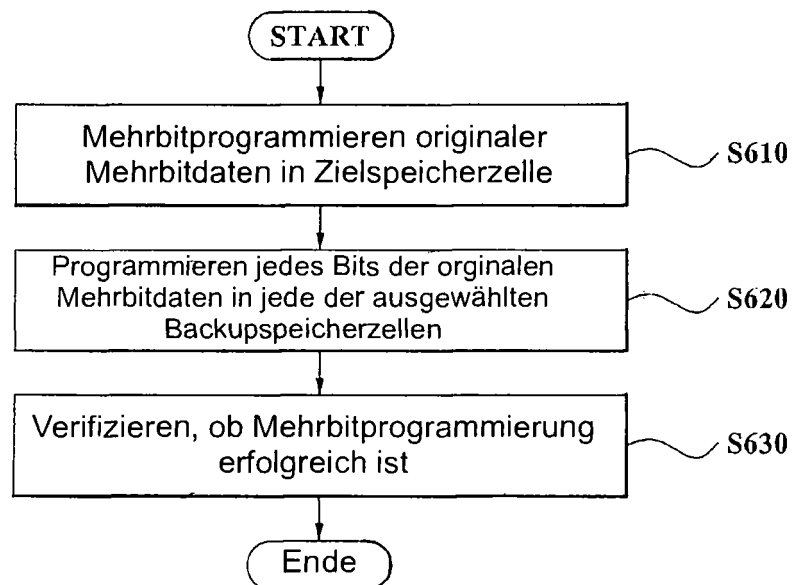 START
Mehrbitprogrammieren originaler
Mehrbitdaten in Zielspeicherzelle
S610
Programmieren jedes Bits der orginalen
Mehrbitdaten in jede der ausgewählten
Backupspeicherzellen
S620
Verifizieren, ob Mehrbitprogrammierung
erfolgreich ist
S630
Ende